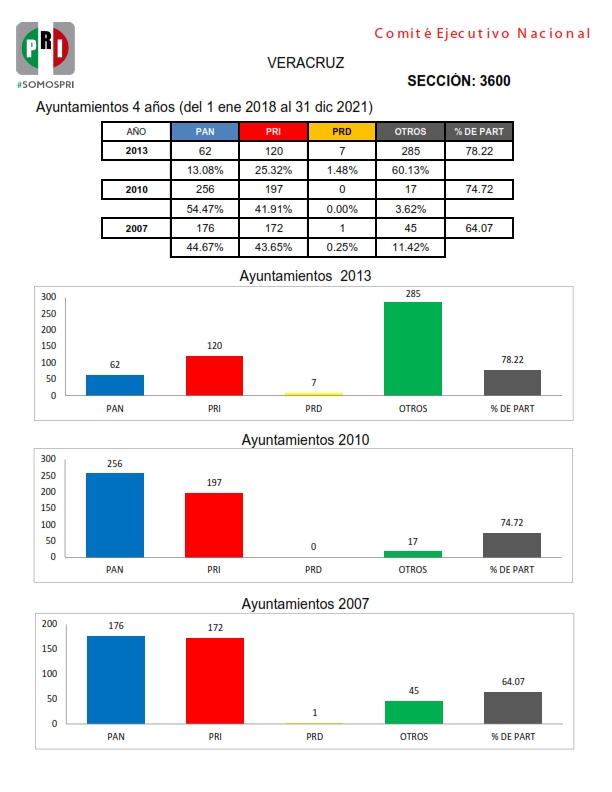 Comité Ejecutivo Nacional
PRI
#SOMOSPRI
VERACRUZ
SECCIÓN: 3600
Ayuntamientos 4 años (del 1 ene 2018 al 31 dic 2021)
AÑO PAN PRI PRD OTROS % DE PART
2013 62 120 7 285 78.22
13.08% 25.32% 1.48% 60.13%
2010 256 197 0 17 74.72
54.47% 41.91% 0.00% 3.62%
2007 176 172 1 45 64.07
44.67% 43.65% 0.25% 11.42%
Ayuntamientos 2013
300
250
200
150
100
50
0
62
120
7
285
78.22
PAN PRI PRD OTROS % DE PART
Ayuntamientos 2010
300
250
200
150
100
50
0
256
197
0
17
74.72
PAN PRI PRD OTROS % DE PART
Ayuntamientos 2007
200
150
100
50
0
176
172
1
45
64.07
PAN PRI PRD OTROS % DE PART